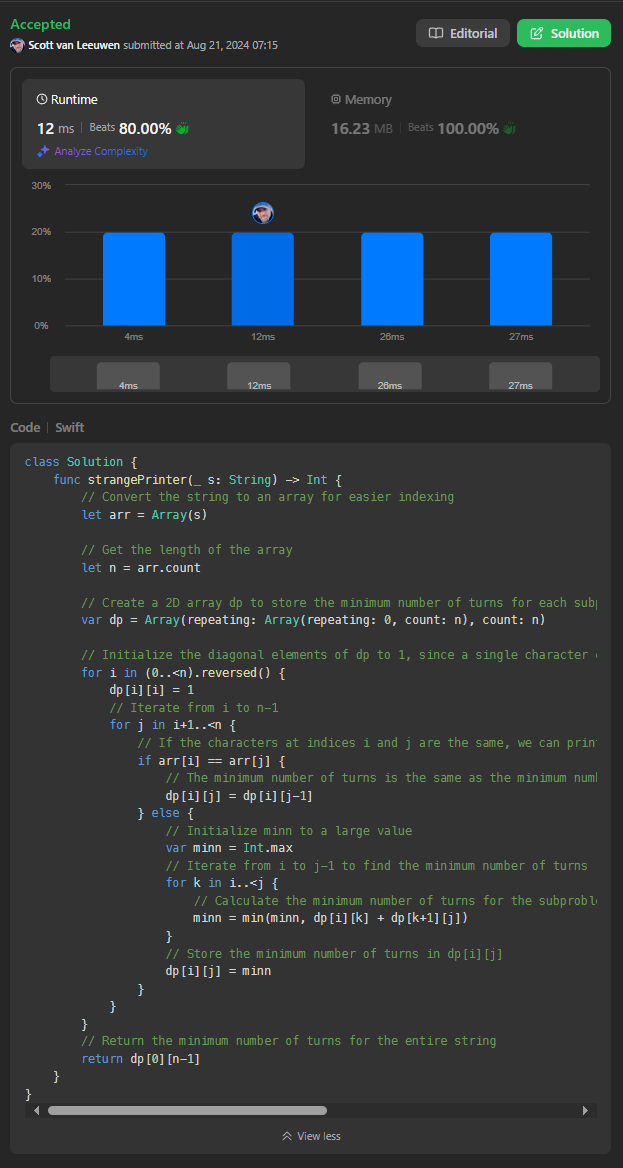 Accepted
Scott van Leeuwen submitted at Aug 21, 2024 07:15
Editorial
Solution
Runtime
12 ms | Beats 80.00%
Analyze Complexity
Memory
16.23 MB | Beats 100.00%
30%
20%
10%
0%
4ms 12ms 26ms 27ms
4ms 12ms 26ms 27ms
Code | Swift
class Solution {
    func strangePrinter(_ s: String) -> Int {
        // Convert the string to an array for easier indexing
        let arr = Array(s)

        // Get the length of the array
        let n = arr.count

        // Create a 2D array dp to store the minimum number of turns for each
        var dp = Array(repeating: Array(repeating: 0, count: n), count: n)

        // Initialize the diagonal elements of dp to 1, since a single character
        for i in (0..<n).reversed() {
            dp[i][i] = 1
            // Iterate from i to n-1
            for j in i+1..<n {
                // If the characters at indices i and j are the same, we can
                if arr[i] == arr[j] {
                    // The minimum number of turns is the same as the minimum
                    dp[i][j] = dp[i][j-1]
                } else {
                    // Initialize minn to a large value
                    var minn = Int.max
                    // Iterate from i to j-1 to find the minimum number of turns
                    for k in i..<j {
                        // Calculate the minimum number of turns for the
                        minn = min(minn, dp[i][k] + dp[k+1][j])
                    }
                    // Store the minimum number of turns in dp[i][j]
                    dp[i][j] = minn
                }
            }
        }
        // Return the minimum number of turns for the entire string
        return dp[0][n-1]
    }
}
View less